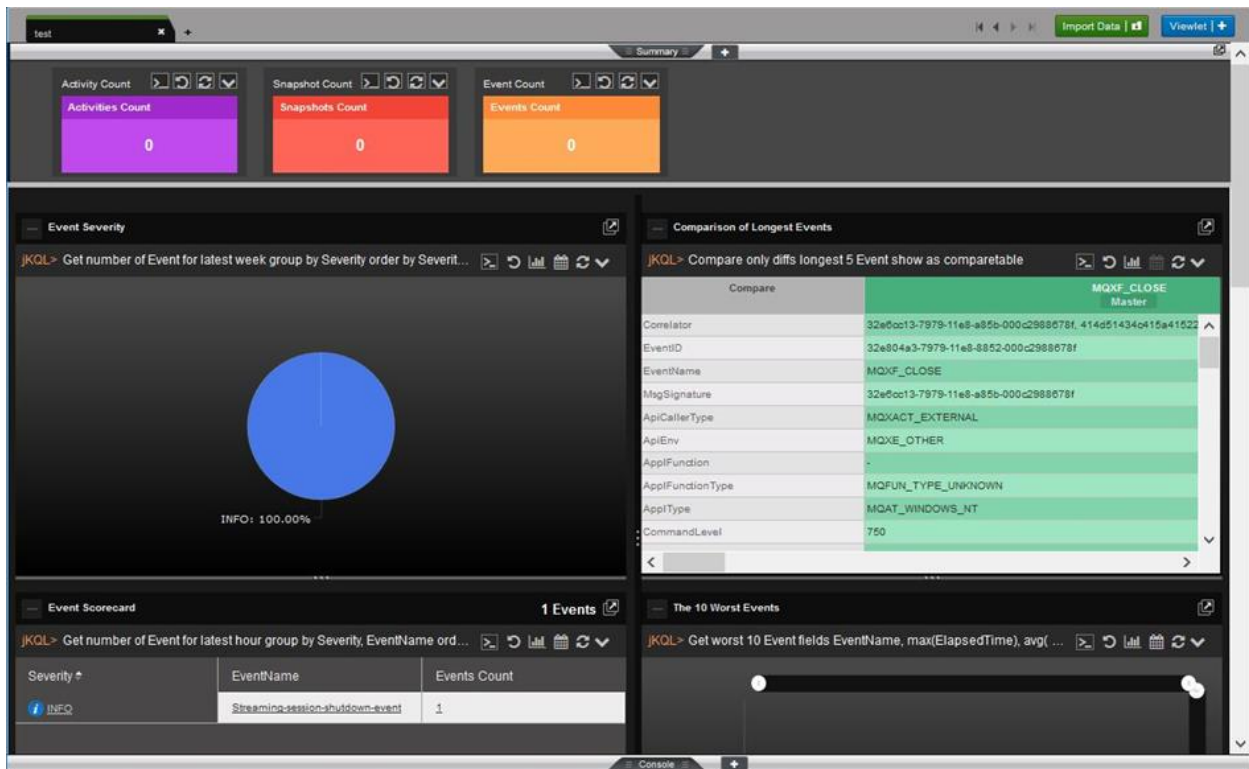 test
Import Data
Viewlet
Summary
Activity Count
Snapshot Count
Event Count
Activities Count
Snapshots Count
Events Count
0
0
0
Event Severity
jKQL> Get number of Event for latest week group by Severity order by Severit...
INFO: 100.00%
Comparison of Longest Events
jKQL> Compare only diffs longest 5 Event show as comparetable
Compare
MQXF_CLOSE
Master
Correlator
32e6cc13-7979-11e8-a85b-000c2988678f, 414d51434c415a41522
EventID
32e804a3-7979-11e8-8852-000c2988678f
EventName
MQXF_CLOSE
MsgSignature
32e6cc13-7979-11e8-a85b-000c2988678f
ApiCallerType
MQXACT_EXTERNAL
ApiEnv
MQXE_OTHER
ApplFunction
-
ApplFunctionType
MQFUN_TYPE_UNKNOWN
ApplType
MQAT_WINDOWS_NT
CommandLevel
750
Event Scorecard
1 Events
jKQL> Get number of Event for latest hour group by Severity, EventName ord...
Severity
EventName
Events Count
INFO
Streaming-session-shutdown-event
1
The 10 Worst Events
jKQL> Get worst 10 Event fields EventName, max(ElapsedTime), avg( ...
Console